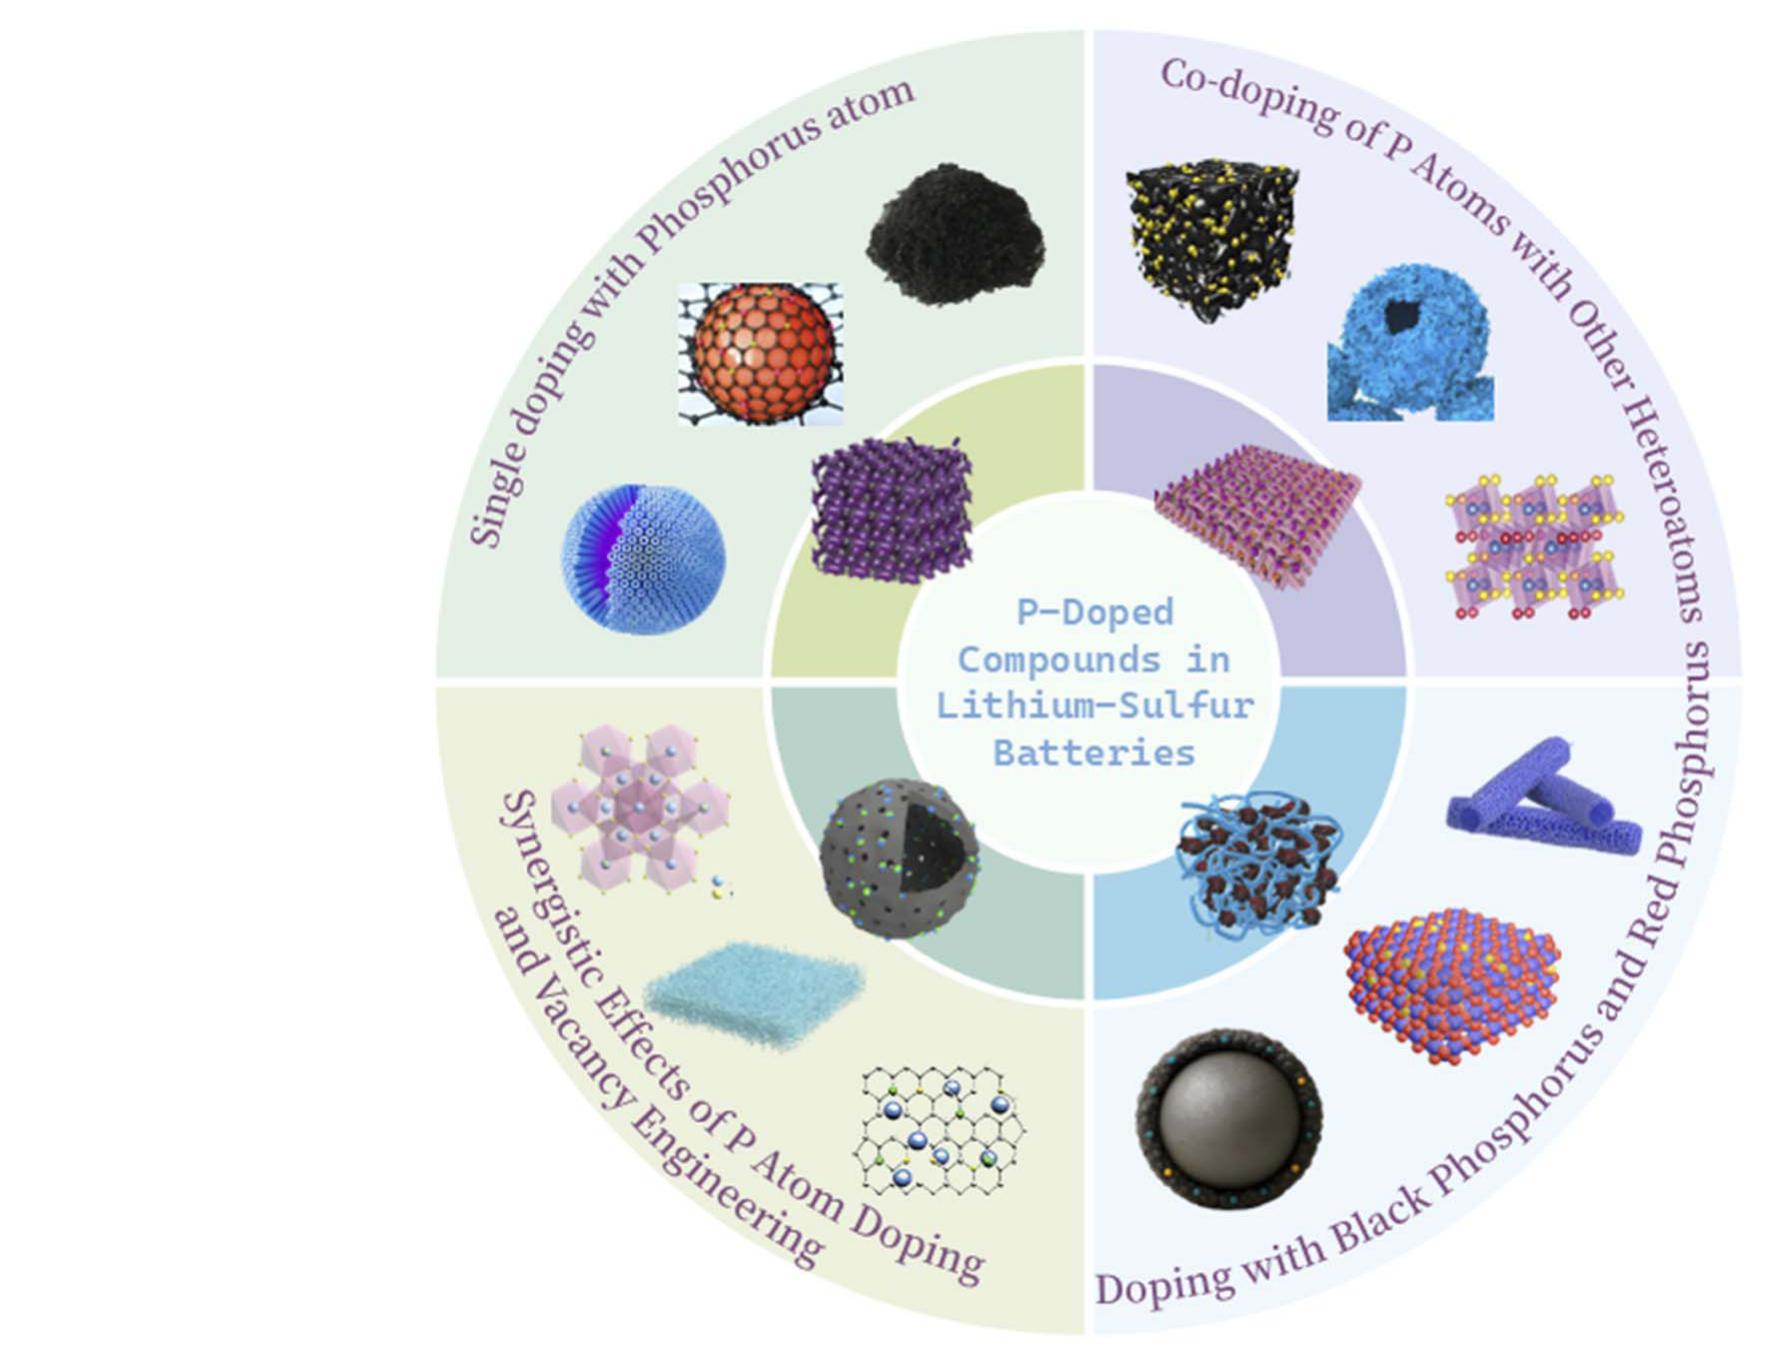 Single doping with Phosphorus atom
Co-doping of P Atoms with Other Heteroatoms
P-Doped
Compounds in
Lithium-Sulfur
Batteries
Synergistic Effects of P Atom Doping
and Vacancy Engineering
Doping with Black Phosphorus and Red Phosphorus